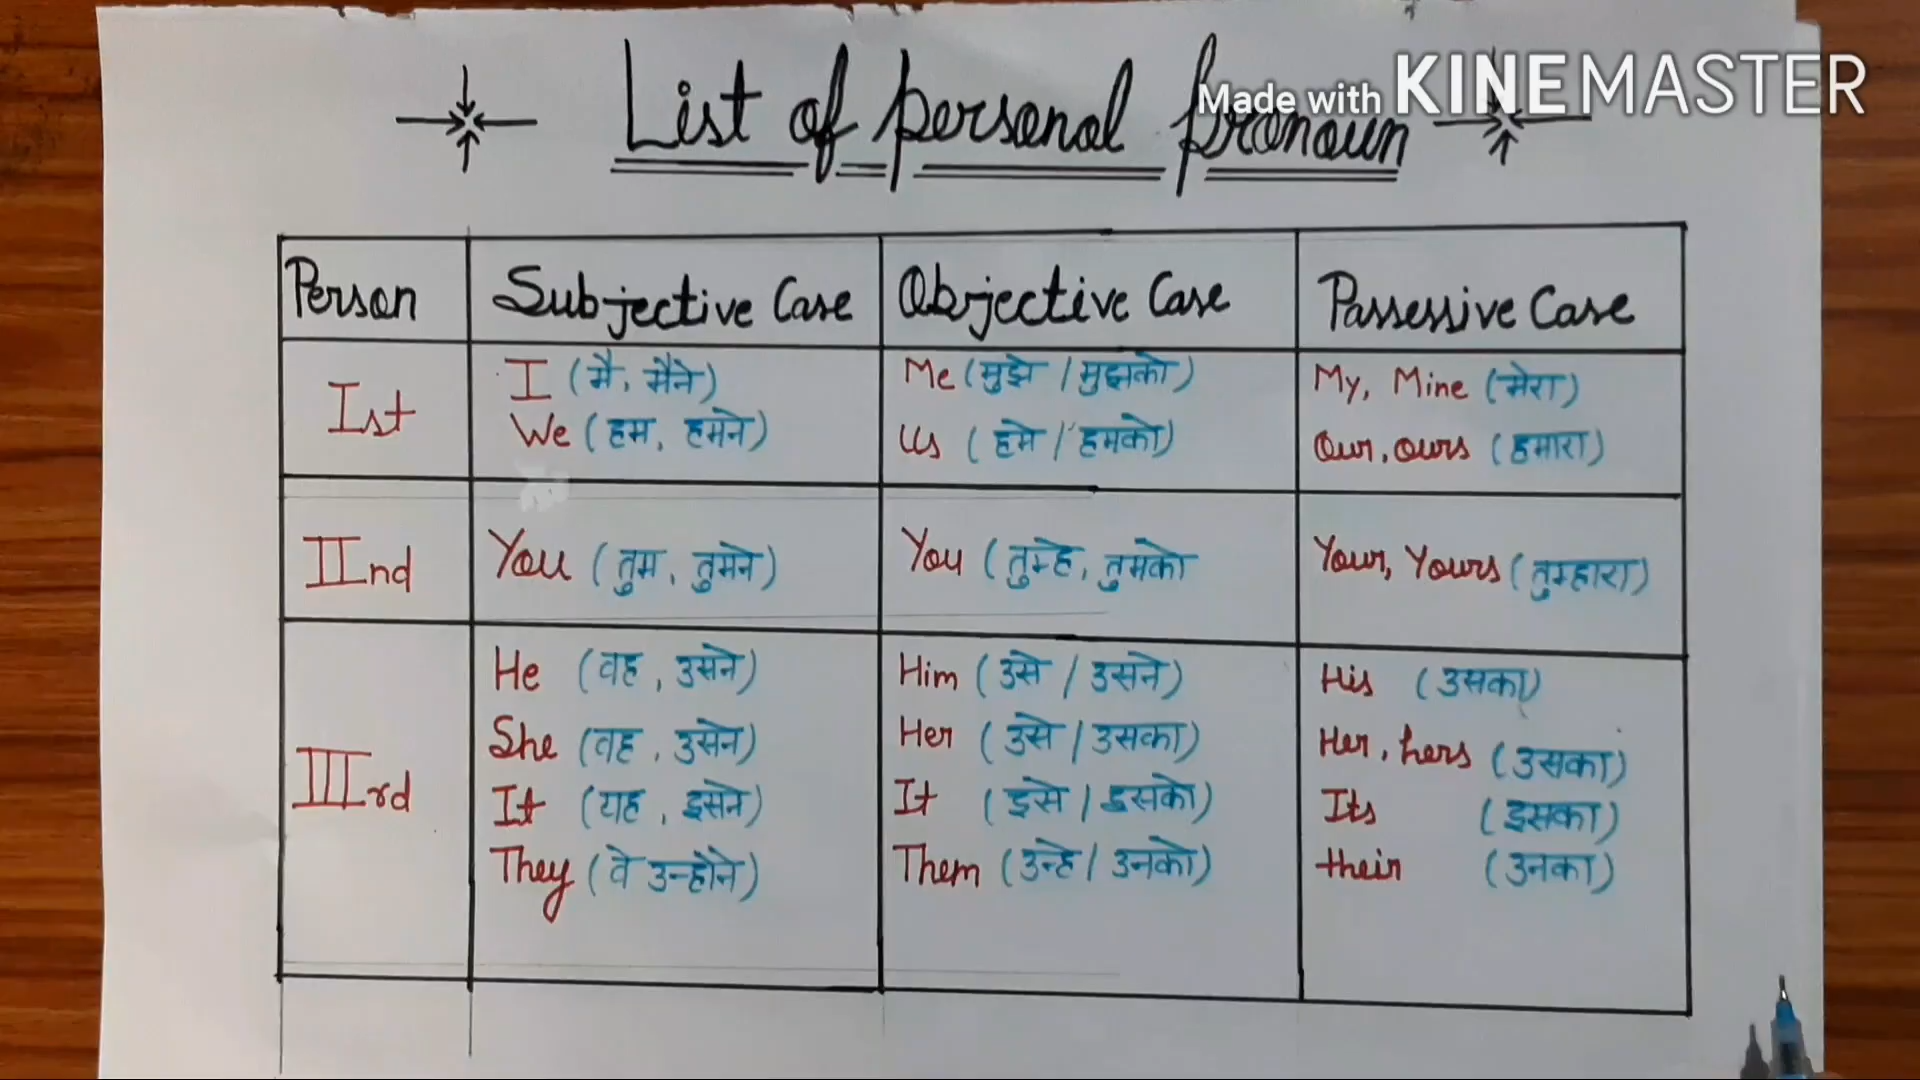 List of personal pronoun
Made with KINEMASTER
Person Subjective Case Objective Case Passessive Case
Ist
I (मै, मैने) Me (मुझे / मुझको) My, Mine (मेरा)
We (हम, हमने) Us (हमे / हमको) Our, ours (हमारा)
IInd You (तुम, तुमने) You (तुम्हे, तुमको Your, Yours (तुम्हारा)
IIIrd
He (वह, उसने) Him (उसे / उसने) His (उसका)
She (वह, उसेन) Her (उसे / उसका) Her, hers (उसका)
It (यह, इसने) It (इसे / इसको) Its (इसका)
They (वे उन्होने) Them (उन्हे / उनको) their (उनका)